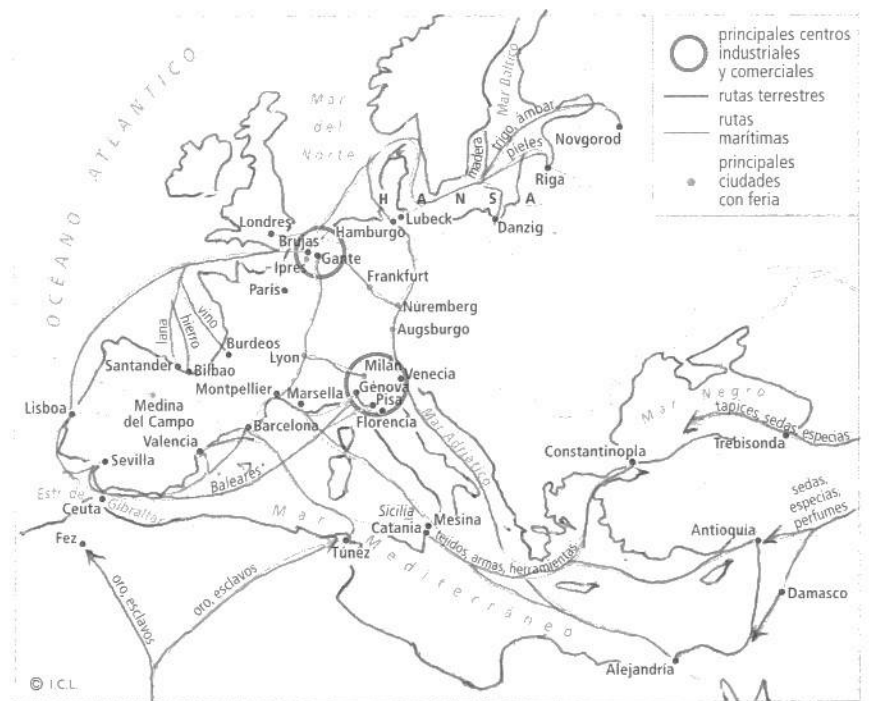 principales centros
industriales
y comerciales
rutas terrestres
rutas
marítimas
principales
ciudades
con feria
OCÉANO ATLÁNTICO
Mar
del
Norte
Mar Báltico
madera
trigo, ámbar
pieles
Novgorod
Riga
HANSA
Lubeck
Danzig
Hamburgo
Londres
Brujas
Gante
Ipres
París
Frankfurt
Núremberg
Augsburgo
lana
hierro
vino
Burdeos
Santander
Bilbao
Lyon
Milán
Venecia
Génova
Pisa
Florencia
Montpellier
Marsella
Lisboa
Medina
del Campo
Valencia
Barcelona
Sevilla
Baleares
Mar Adriático
Mar Negro
tapices, sedas, especias
Trebisonda
Constantinopla
Estr. de
Gibraltar
Ceuta
Fez
Túnez
Sicilia
Catania
Mesina
tejidos, armas, herramientas
Mar Mediterráneo
sedas,
especias,
perfumes
Antioquía
Damasco
Alejandría
oro, esclavos
oro, esclavos
© I.C.L.